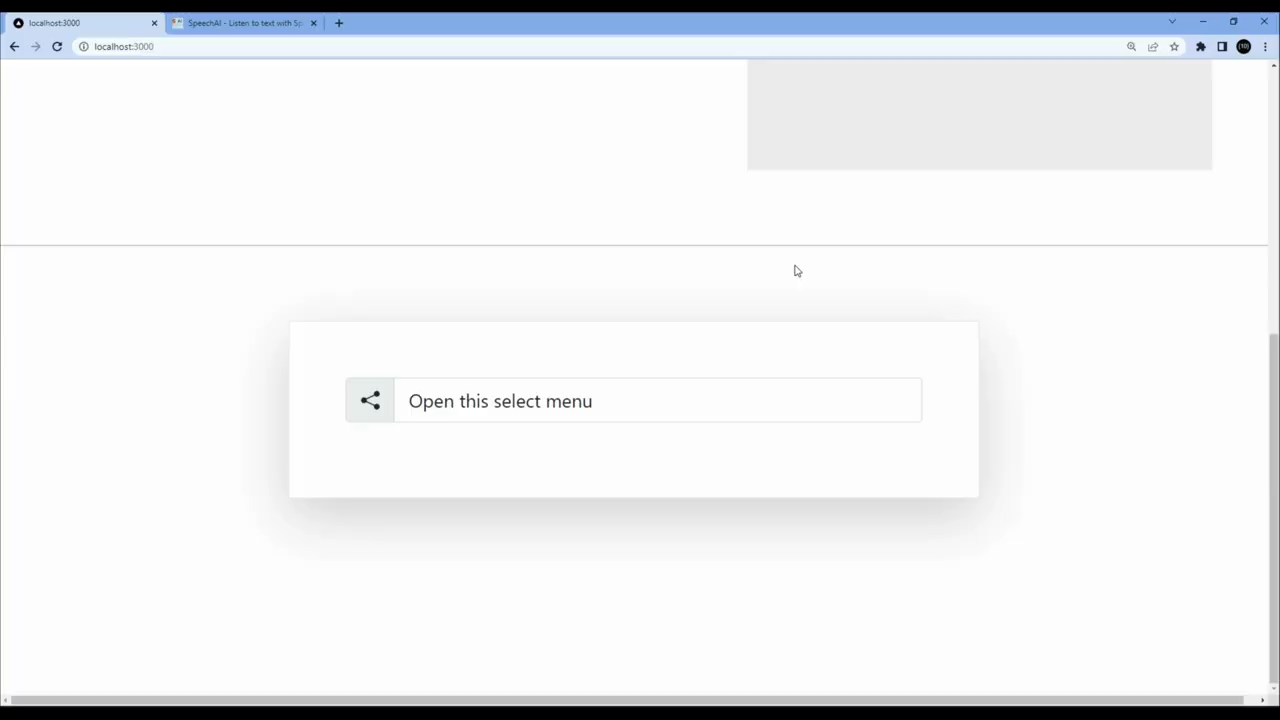 localhost:3000
SpeechAI - Listen to text with Sp
localhost:3000
Open this select menu